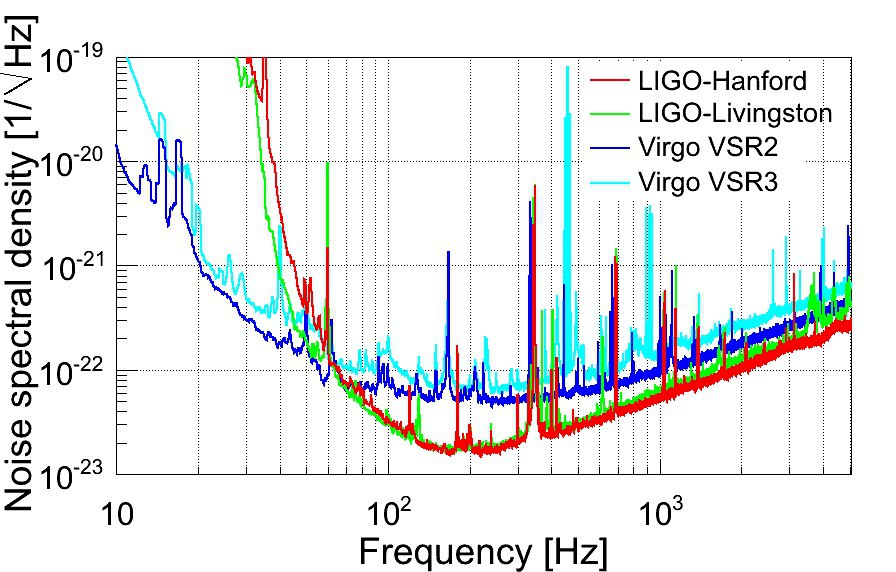 Noise spectral density [1/√Hz]
10⁻¹⁹
10⁻²⁰
10⁻²¹
10⁻²²
10⁻²³
LIGO-Hanford
LIGO-Livingston
Virgo VSR2
Virgo VSR3
10 10² 10³
Frequency [Hz]